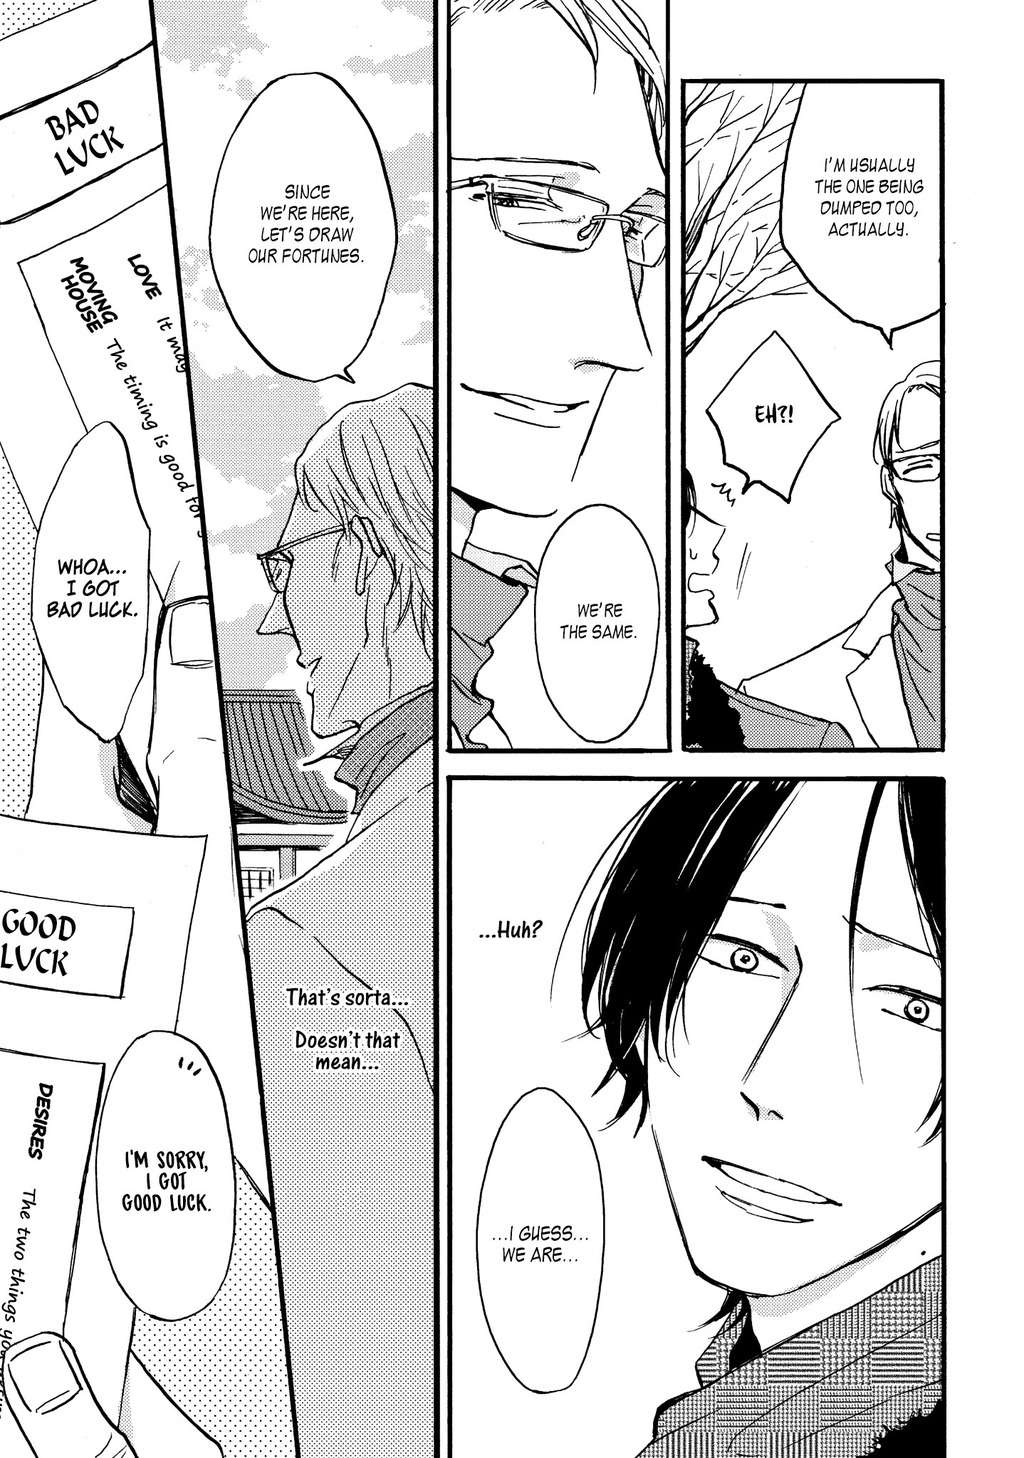 I'M USUALLY
THE ONE BEING
DUMPED TOO,
ACTUALLY.
EH?!
WE'RE
THE SAME.
...Huh?
...I GUESS...
WE ARE...
SINCE
WE'RE HERE,
LET'S DRAW
OUR FORTUNES.
That's sorta...
Doesn't that
mean...
BAD
LUCK
LOVE It may
MOVING
HOUSE The timing is good for
WHOA...
I GOT
BAD LUCK.
GOOD
LUCK
DESIRES The two things
I'M SORRY,
I GOT
GOOD LUCK.